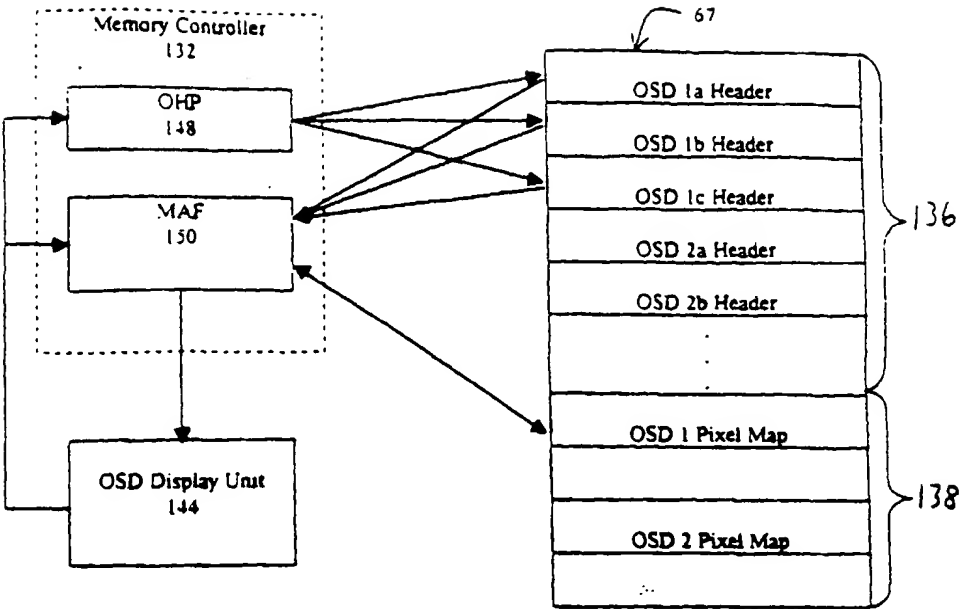 67
Memory Controller
132
OHP
148
MAF
150
OSD Display Unit
144
OSD 1a Header
OSD 1b Header
OSD 1c Header
OSD 2a Header
OSD 2b Header
136
OSD 1 Pixel Map
138
OSD 2 Pixel Map